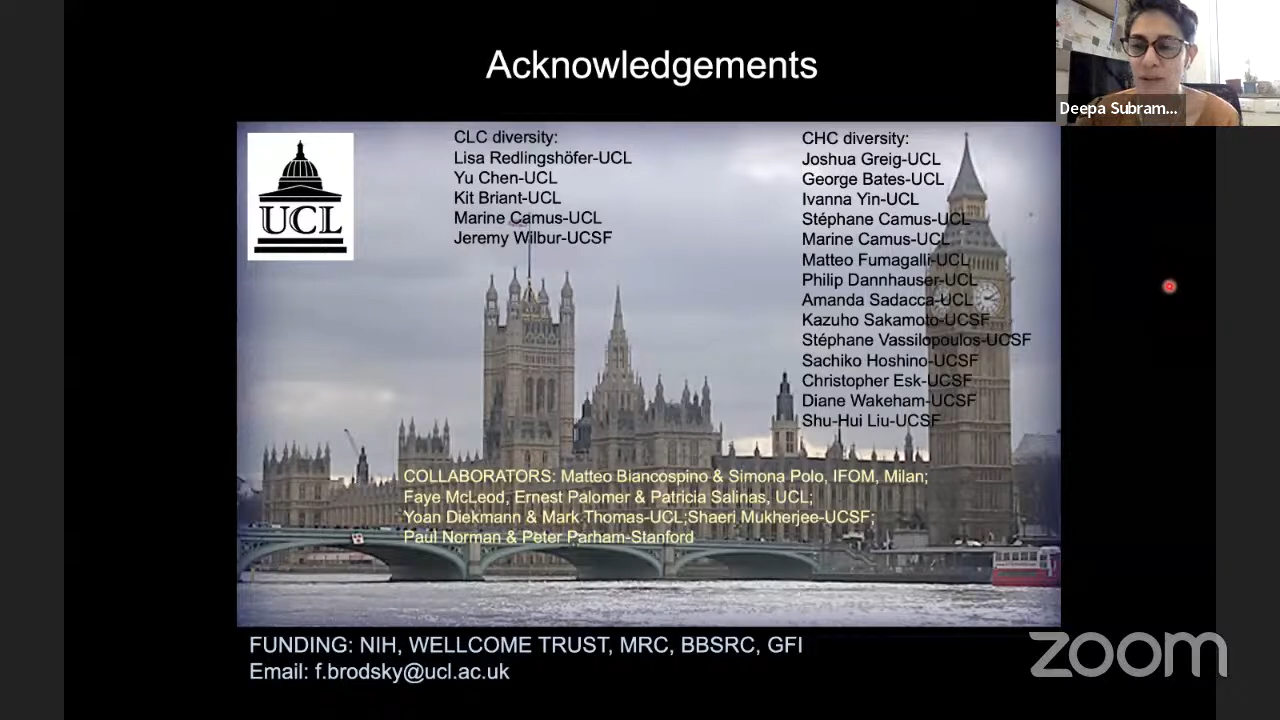 Acknowledgements
Deepa Subram...
UCL
CLC diversity:
Lisa Redlingshöfer-UCL
Yu Chen-UCL
Kit Briant-UCL
Marine Camus-UCL
Jeremy Wilbur-UCSF
CHC diversity:
Joshua Greig-UCL
George Bates-UCL
Ivanna Yin-UCL
Stéphane Camus-UCL
Marine Camus-UCL
Matteo Fumagalli-UCL
Philip Dannhauser-UCL
Amanda Sadacca-UCL
Kazuho Sakamoto-UCSF
Stéphane Vassilopoulos-UCSF
Sachiko Hoshino-UCSF
Christopher Esk-UCSF
Diane Wakeham-UCSF
Shu-Hui Liu-UCSF
COLLABORATORS: Matteo Biancospino & Simona Polo, IFOM, Milan;
Faye McLeod, Ernest Palomer & Patricia Salinas, UCL;
Yoan Diekmann & Mark Thomas-UCL;Shaeri Mukherjee-UCSF;
Paul Norman & Peter Parham-Stanford
FUNDING: NIH, WELLCOME TRUST, MRC, BBSRC, GFI
Email: f.brodsky@ucl.ac.uk
zoom